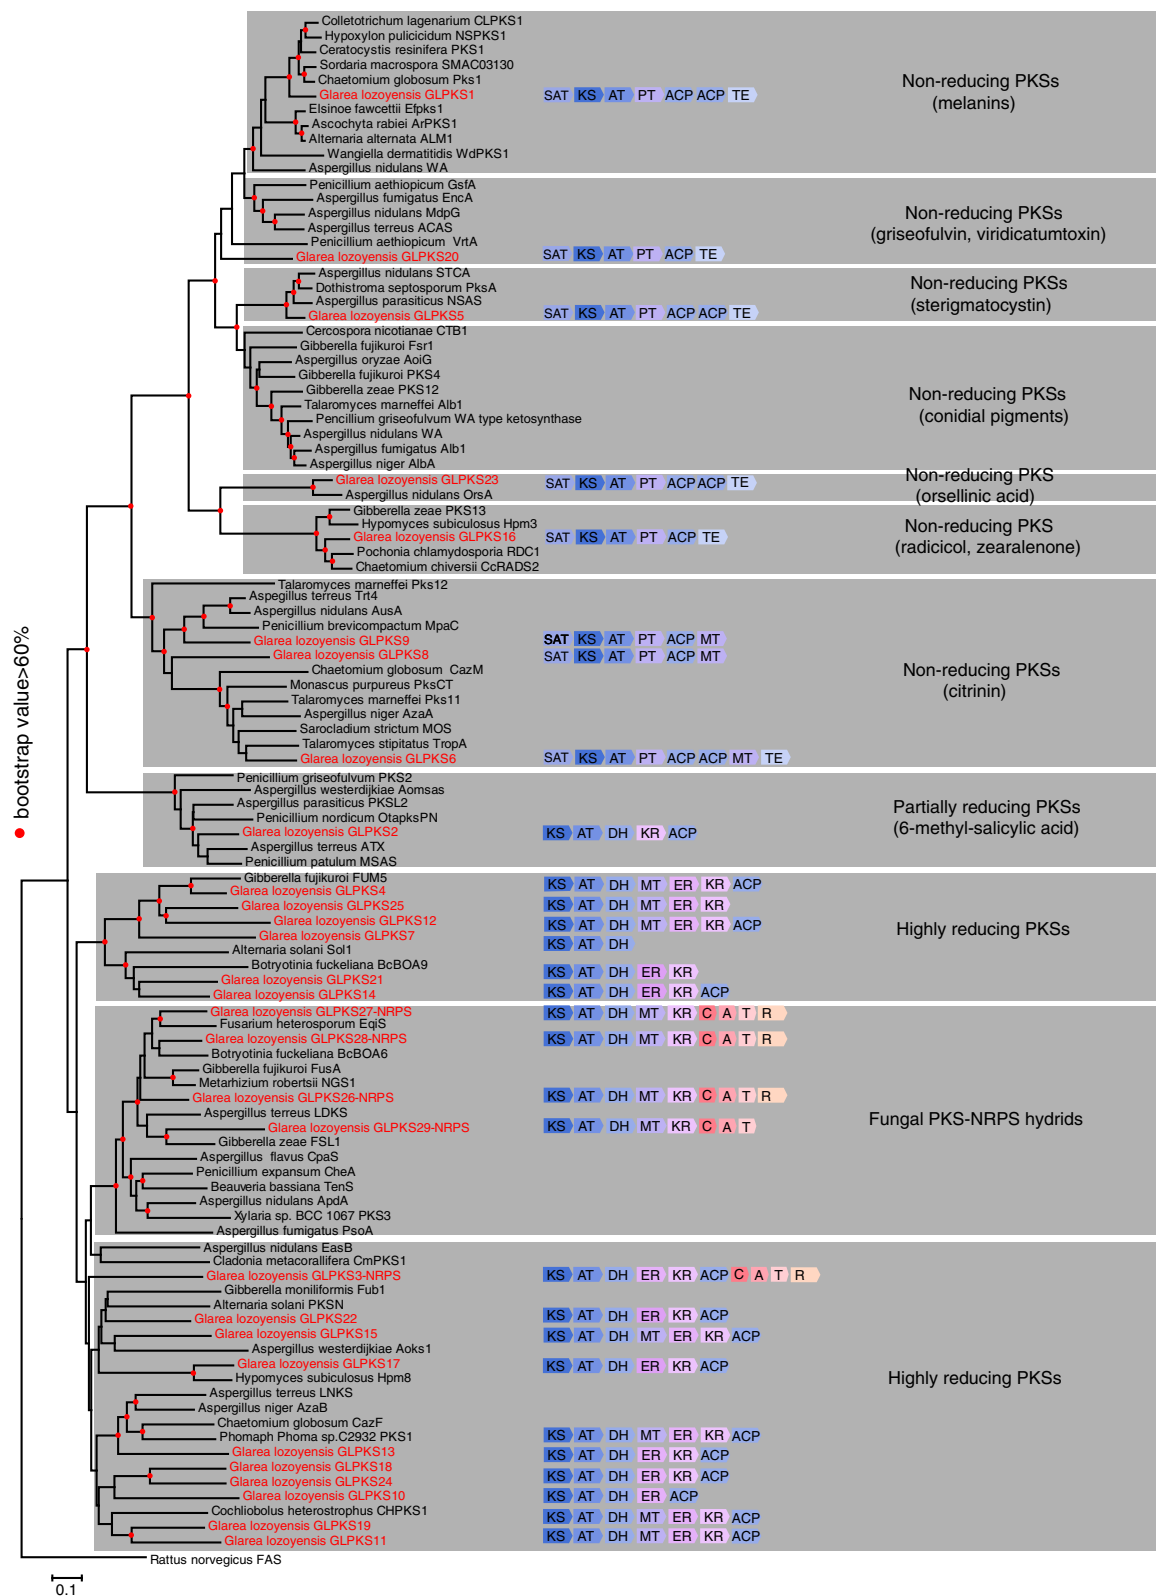 Colletotrichum lagenarium CLPKS1
Hypoxylon pulicicidum NSPKS1
Ceratocystis resinifera PKS1
Sordaria macrospora SMAC03130
Chaetomium globosum Pks1
Glarea lozoyensis GLPKS1 SAT KS AT PT ACP ACP TE
Elsinoe fawcettii Efpks1
Ascochyta rabiei ArPKS1
Alternaria alternata ALM1
Wangiella dermatitidis WdPKS1
Aspergillus nidulans WA
Non-reducing PKSs
(melanins)
Penicillium aethiopicum GsfA
Aspergillus fumigatus EncA
Aspergillus nidulans MdpG
Aspergillus terreus ACAS
Penicillium aethiopicum VrtA
Glarea lozoyensis GLPKS20 SAT KS AT PT ACP TE
Non-reducing PKSs
(griseofulvin, viridicatumtoxin)
Aspergillus nidulans STCA
Dothistroma septosporum PksA
Aspergillus parasiticus NSAS
Glarea lozoyensis GLPKS5 SAT KS AT PT ACP ACP TE
Non-reducing PKSs
(sterigmatocystin)
Cercospora nicotianae CTB1
Gibberella fujikuroi Fsr1
Aspergillus oryzae AoiG
Gibberella fujikuroi PKS4
Gibberella zeae PKS12
Talaromyces marneffei Alb1
Pencillium griseofulvum WA type ketosynthase
Aspergillus nidulans WA
Aspergillus fumigatus Alb1
Aspergillus niger AlbA
Non-reducing PKSs
(conidial pigments)
Glarea lozoyensis GLPKS23 SAT KS AT PT ACP ACP TE
Aspergillus nidulans OrsA
Non-reducing PKS
(orsellinic acid)
Gibberella zeae PKS13
Hypomyces subiculosus Hpm3
Glarea lozoyensis GLPKS16 SAT KS AT PT ACP TE
Pochonia chlamydosporia RDC1
Chaetomium chiversii CcRADS2
Non-reducing PKS
(radicicol, zearalenone)
Talaromyces marneffei Pks12
Aspegillus terreus Trt4
Aspergillus nidulans AusA
Penicillium brevicompactum MpaC
Glarea lozoyensis GLPKS9 SAT KS AT PT ACP MT
Glarea lozoyensis GLPKS8 SAT KS AT PT ACP MT
Chaetomium globosum CazM
Monascus purpureus PksCT
Talaromyces marneffei Pks11
Aspergillus niger AzaA
Sarocladium strictum MOS
Talaromyces stipitatus TropA
Glarea lozoyensis GLPKS6 SAT KS AT PT ACP ACP MT TE
Non-reducing PKSs
(citrinin)
bootstrap value>60%
Penicillium griseofulvum PKS2
Aspergillus westerdijkiae Aomsas
Aspergillus parasiticus PKSL2
Penicillium nordicum OtapksPN
Glarea lozoyensis GLPKS2 KS AT DH KR ACP
Aspergillus terreus ATX
Penicillium patulum MSAS
Partially reducing PKSs
(6-methyl-salicylic acid)
Gibberella fujikuroi FUM5
Glarea lozoyensis GLPKS4 KS AT DH MT ER KR ACP
Glarea lozoyensis GLPKS25 KS AT DH MT ER KR
Glarea lozoyensis GLPKS12 KS AT DH MT ER KR ACP
Glarea lozoyensis GLPKS7 KS AT DH
Alternaria solani Sol1
Botryotinia fuckeliana BcBOA9
Glarea lozoyensis GLPKS21 KS AT DH ER KR
Glarea lozoyensis GLPKS14 KS AT DH ER KR ACP
Highly reducing PKSs
Glarea lozoyensis GLPKS27-NRPS KS AT DH MT KR C A T R
Fusarium heterosporum EqiS
Glarea lozoyensis GLPKS28-NRPS KS AT DH MT KR C A T R
Botryotinia fuckeliana BcBOA6
Gibberella fujikuroi FusA
Metarhizium robertsii NGS1
Glarea lozoyensis GLPKS26-NRPS KS AT DH MT KR C A T R
Aspergillus terreus LDKS
Glarea lozoyensis GLPKS29-NRPS KS AT DH MT KR C A T
Gibberella zeae FSL1
Aspergillus flavus CpaS
Penicillium expansum CheA
Beauveria bassiana TenS
Aspergillus nidulans ApdA
Xylaria sp. BCC 1067 PKS3
Aspergillus fumigatus PsoA
Fungal PKS-NRPS hydrids
Aspergillus nidulans EasB
Cladonia metacorallifera CmPKS1
Glarea lozoyensis GLPKS3-NRPS KS AT DH ER KR ACP C A T R
Gibberella moniliformis Fub1
Alternaria solani PKSN
Glarea lozoyensis GLPKS22 KS AT DH ER KR ACP
Glarea lozoyensis GLPKS15 KS AT DH MT ER KR ACP
Aspergillus westerdijkiae Aoks1
Glarea lozoyensis GLPKS17 KS AT DH ER KR ACP
Hypomyces subiculosus Hpm8
Aspergillus terreus LNKS
Aspergillus niger AzaB
Chaetomium globosum CazF
Phomaph Phoma sp.C2932 PKS1 KS AT DH MT ER KR ACP
Glarea lozoyensis GLPKS13 KS AT DH ER KR ACP
Glarea lozoyensis GLPKS18 KS AT DH ER KR ACP
Glarea lozoyensis GLPKS24
Glarea lozoyensis GLPKS10 KS AT DH ER ACP
Cochliobolus heterostrophus CHPKS1 KS AT DH MT ER KR ACP
Glarea lozoyensis GLPKS19
Glarea lozoyensis GLPKS11 KS AT DH MT ER KR ACP
Highly reducing PKSs
Rattus norvegicus FAS
0.1